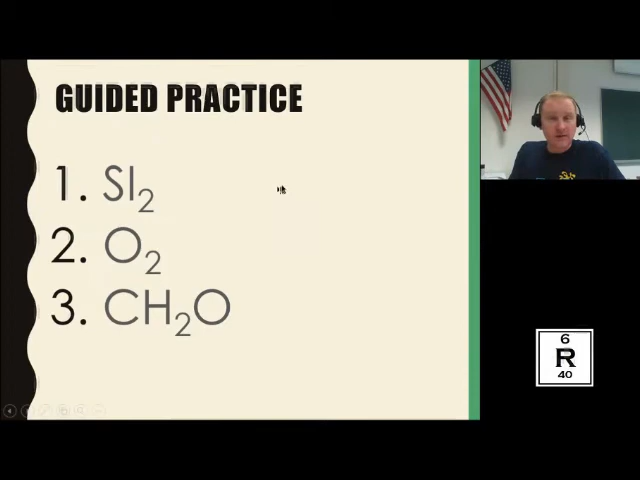 GUIDED PRACTICE
1. SI₂
2. O₂
3. CH₂O
6
R
40